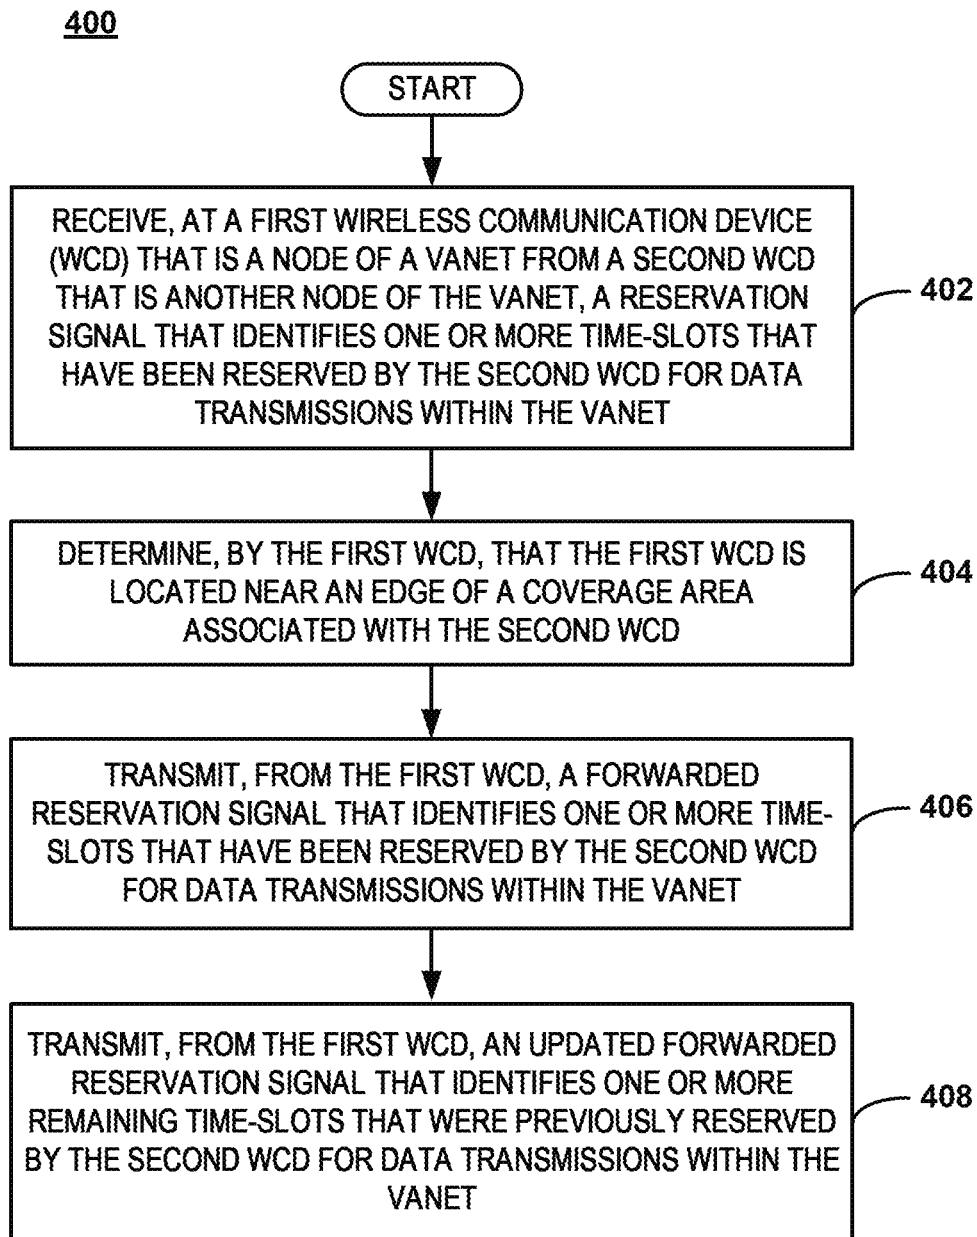 400
START
RECEIVE, AT A FIRST WIRELESS COMMUNICATION DEVICE
(WCD) THAT IS A NODE OF A VANET FROM A SECOND WCD
THAT IS ANOTHER NODE OF THE VANET, A RESERVATION
SIGNAL THAT IDENTIFIES ONE OR MORE TIME-SLOTS THAT
HAVE BEEN RESERVED BY THE SECOND WCD FOR DATA
TRANSMISSIONS WITHIN THE VANET
402
DETERMINE, BY THE FIRST WCD, THAT THE FIRST WCD IS
LOCATED NEAR AN EDGE OF A COVERAGE AREA
ASSOCIATED WITH THE SECOND WCD
404
TRANSMIT, FROM THE FIRST WCD, A FORWARDED
RESERVATION SIGNAL THAT IDENTIFIES ONE OR MORE TIME-
SLOTS THAT HAVE BEEN RESERVED BY THE SECOND WCD
FOR DATA TRANSMISSIONS WITHIN THE VANET
406
TRANSMIT, FROM THE FIRST WCD, AN UPDATED FORWARDED
RESERVATION SIGNAL THAT IDENTIFIES ONE OR MORE
REMAINING TIME-SLOTS THAT WERE PREVIOUSLY RESERVED
BY THE SECOND WCD FOR DATA TRANSMISSIONS WITHIN THE
VANET
408